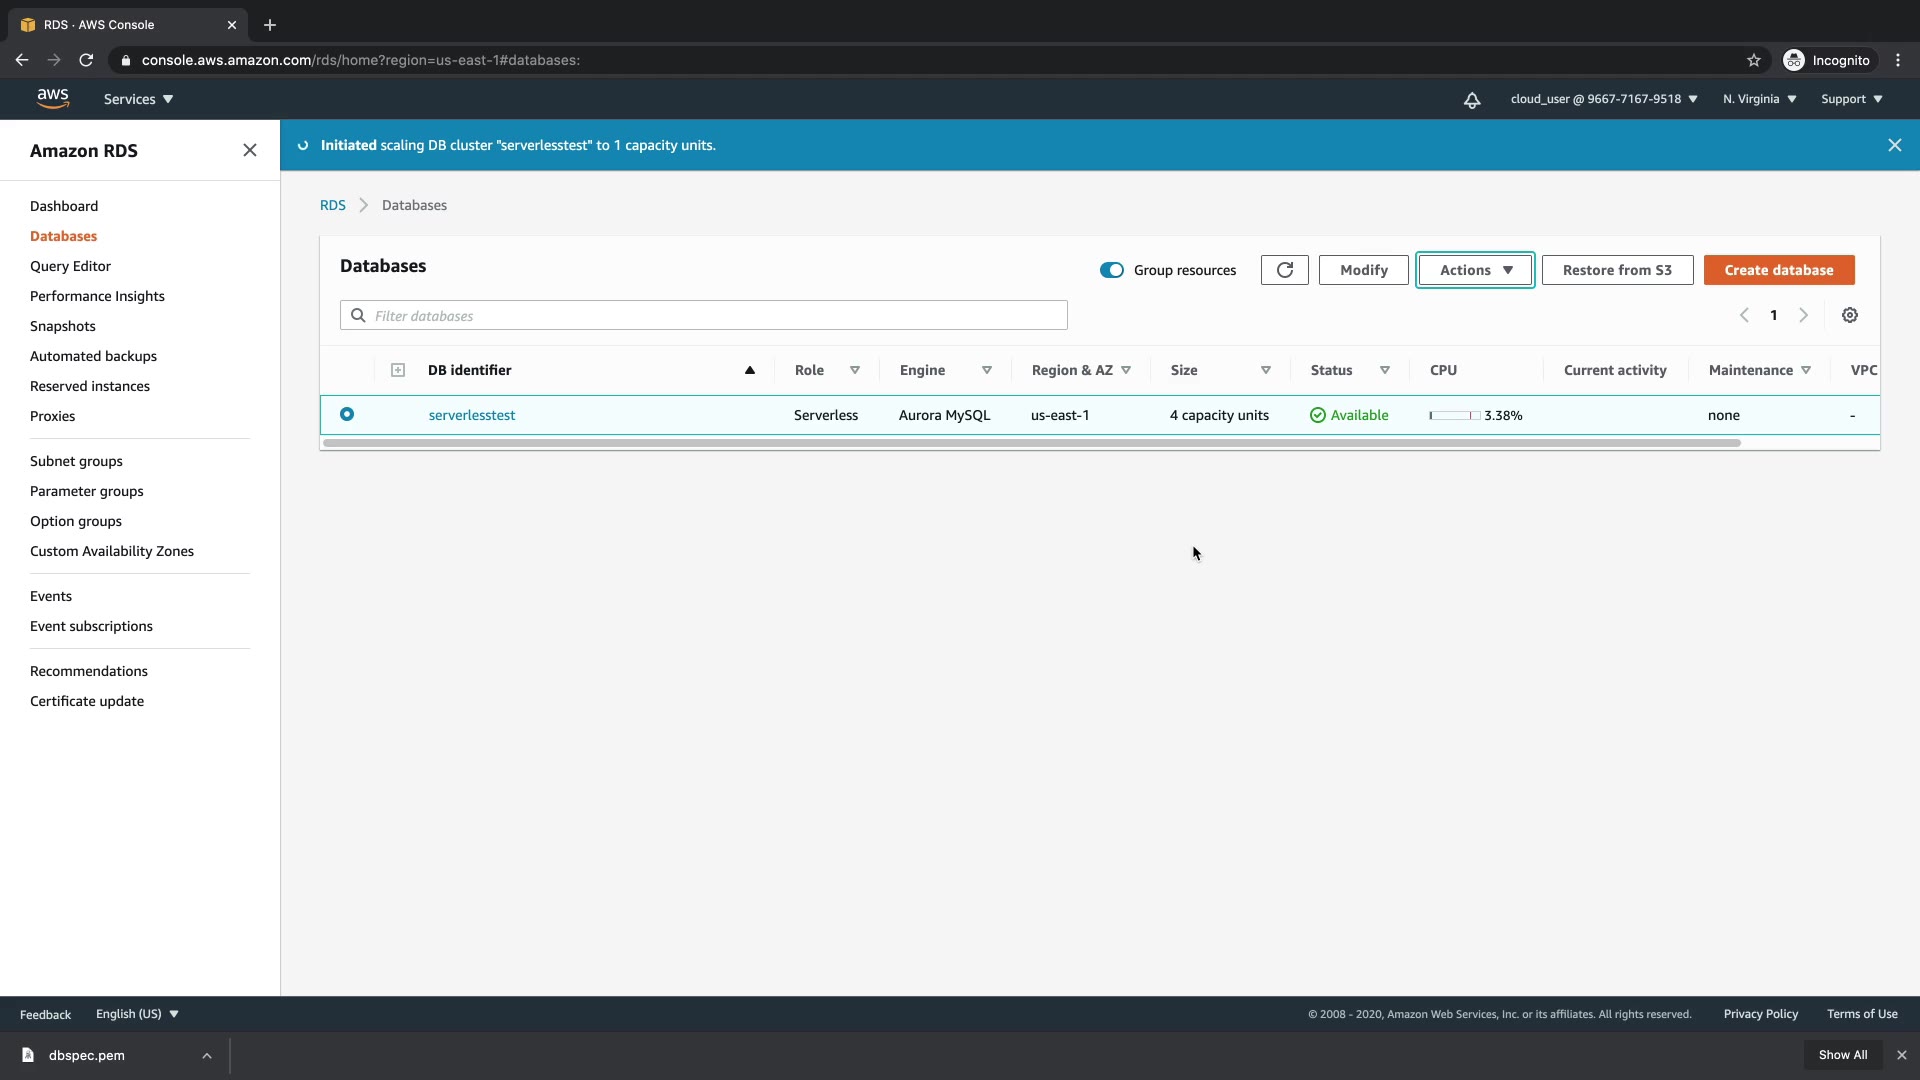 RDS · AWS Console
console.aws.amazon.com/rds/home?region=us-east-1#databases:
Incognito
aws
Services
cloud_user @ 9667-7167-9518
N. Virginia
Support
Amazon RDS
Initiated scaling DB cluster "serverlesstest" to 1 capacity units.
Dashboard
Databases
Query Editor
Performance Insights
Snapshots
Automated backups
Reserved instances
Proxies
Subnet groups
Parameter groups
Option groups
Custom Availability Zones
Events
Event subscriptions
Recommendations
Certificate update
RDS > Databases
Databases
Group resources
Modify
Actions
Restore from S3
Create database
Filter databases
1
DB identifier Role Engine Region & AZ Size Status CPU Current activity Maintenance VPC
serverlesstest Serverless Aurora MySQL us-east-1 4 capacity units Available 3.38% none -
Feedback
English (US)
© 2008 - 2020, Amazon Web Services, Inc. or its affiliates. All rights reserved.
Privacy Policy
Terms of Use
dbspec.pem
Show All